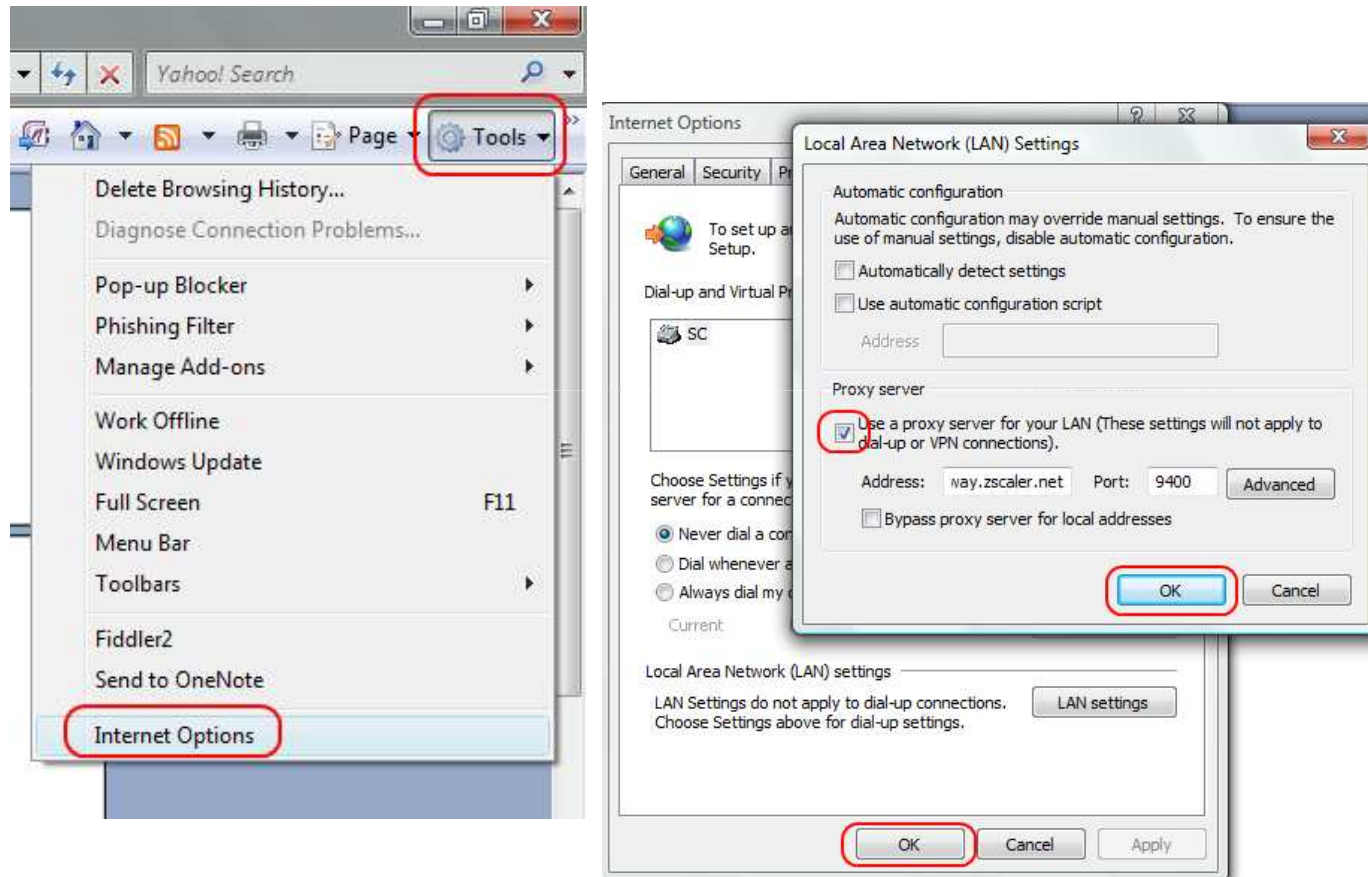 Yahoo! Search
Page
Tools
Delete Browsing History...
Diagnose Connection Problems...
Pop-up Blocker
Phishing Filter
Manage Add-ons
Work Offline
Windows Update
Full Screen F11
Menu Bar
Toolbars
Fiddler2
Send to OneNote
Internet Options
Internet Options
General Security Pr
To set up a
Setup.
Dial-up and Virtual Pr
SC
Choose Settings if y
server for a connec
Never dial a con
Dial whenever a
Always dial my c
Current
Local Area Network (LAN) settings
LAN Settings do not apply to dial-up connections.
Choose Settings above for dial-up settings.
LAN settings
OK Cancel Apply
Local Area Network (LAN) Settings
Automatic configuration
Automatic configuration may override manual settings. To ensure the
use of manual settings, disable automatic configuration.
Automatically detect settings
Use automatic configuration script
Address
Proxy server
Use a proxy server for your LAN (These settings will not apply to
dial-up or VPN connections).
Address: way.zscaler.net Port: 9400 Advanced
Bypass proxy server for local addresses
OK Cancel